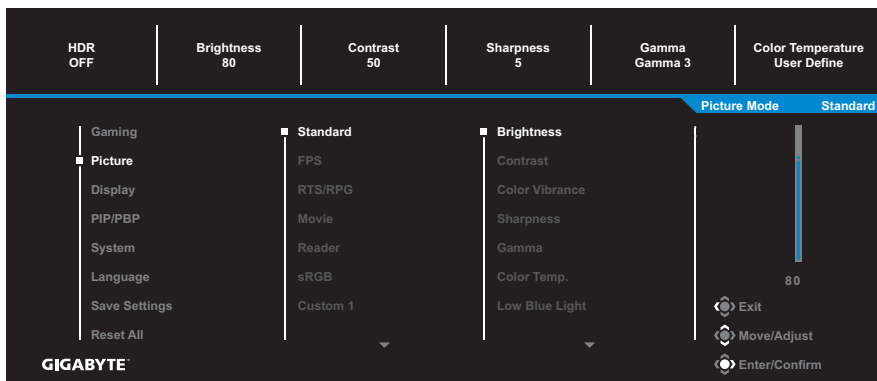 HDR
OFF
Brightness
80
Contrast
50
Sharpness
5
Gamma
Gamma 3
Color Temperature
User Define
Picture Mode Standard
Gaming
Picture
Display
PIP/PBP
System
Language
Save Settings
Reset All
Standard
FPS
RTS/RPG
Movie
Reader
sRGB
Custom 1
Brightness
Contrast
Color Vibrance
Sharpness
Gamma
Color Temp.
Low Blue Light
80
Exit
Move/Adjust
Enter/Confirm
GIGABYTE™